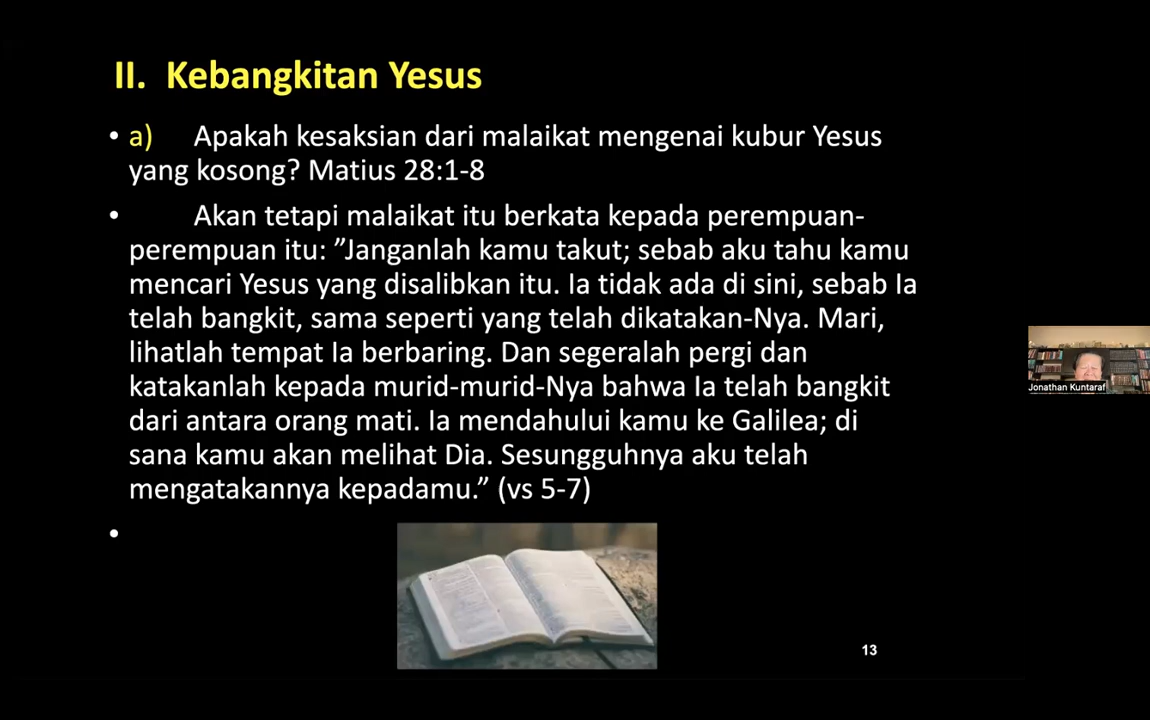 II. Kebangkitan Yesus
• a) Apakah kesaksian dari malaikat mengenai kubur Yesus
yang kosong? Matius 28:1-8
• Akan tetapi malaikat itu berkata kepada perempuan-
perempuan itu: ”Janganlah kamu takut; sebab aku tahu kamu
mencari Yesus yang disalibkan itu. Ia tidak ada di sini, sebab Ia
telah bangkit, sama seperti yang telah dikatakan-Nya. Mari,
lihatlah tempat Ia berbaring. Dan segeralah pergi dan
katakanlah kepada murid-murid-Nya bahwa Ia telah bangkit
dari antara orang mati. Ia mendahului kamu ke Galilea; di
sana kamu akan melihat Dia. Sesungguhnya aku telah
mengatakannya kepadamu.” (vs 5-7)
•
Jonathan Kuntaraf
13